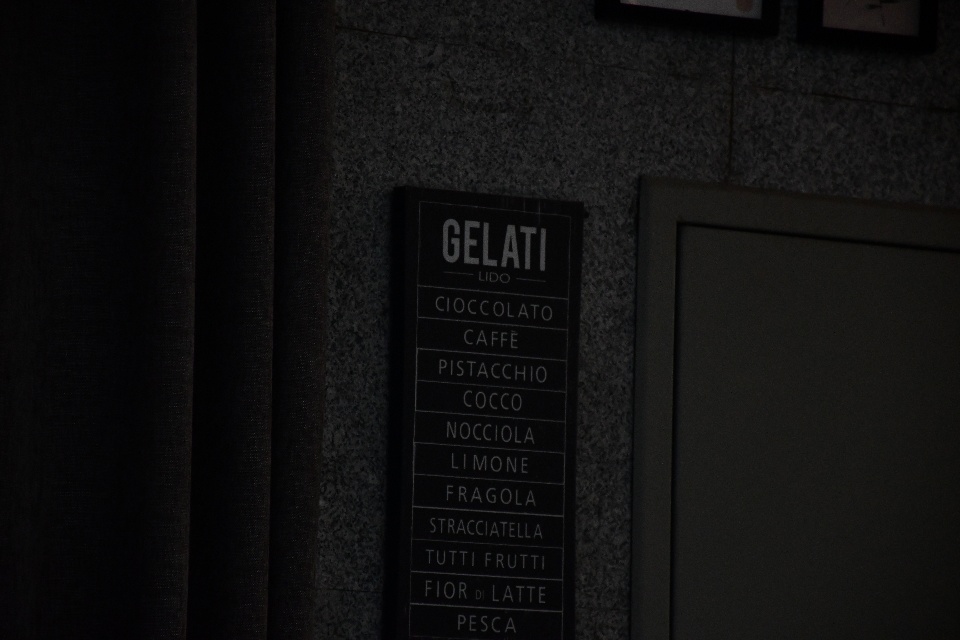 GELATI
LIDO
CIOCCOLATO
CAFFÈ
PISTACCHIO
COCCO
NOCCIOLA
LIMONE
FRAGOLA
STRACCIATELLA
TUTTI FRUTTI
FIOR DI LATTE
PESCA